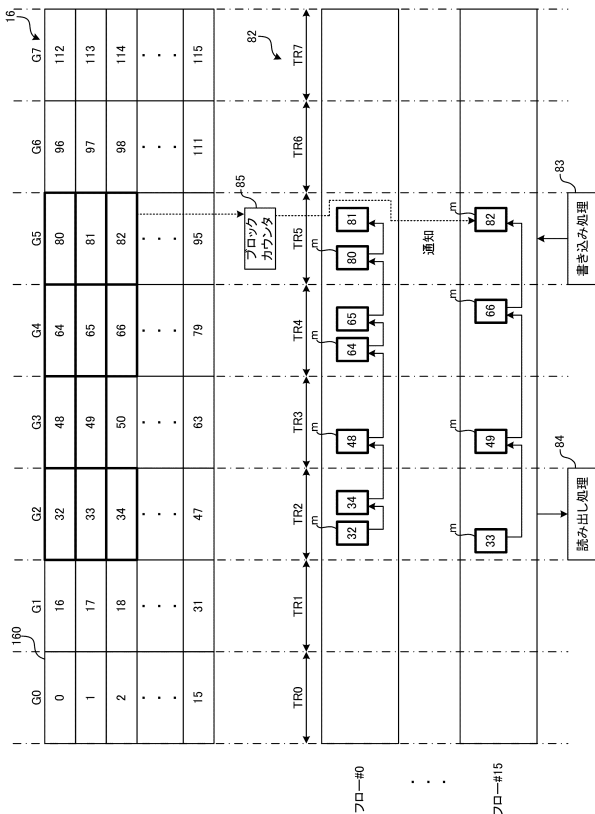 16
160
G0 G1 G2 G3 G4 G5 G6 G7
0 16 32 48 64 80 96 112
1 17 33 49 65 81 97 113
2 18 34 50 66 82 98 114
· · · · · · · · · · · · · · · · · · · · · · · ·
15 31 47 63 79 95 111 115
85
ブロック
カウンタ
82
TR0 TR1 TR2 TR3 TR4 TR5 TR6 TR7
m m m m
フロー#0
32 34 48 64 65 80 81
通知
· · ·
m m m m
フロー#15
33 49 66 82
84
読み出し処理
83
書き込み処理